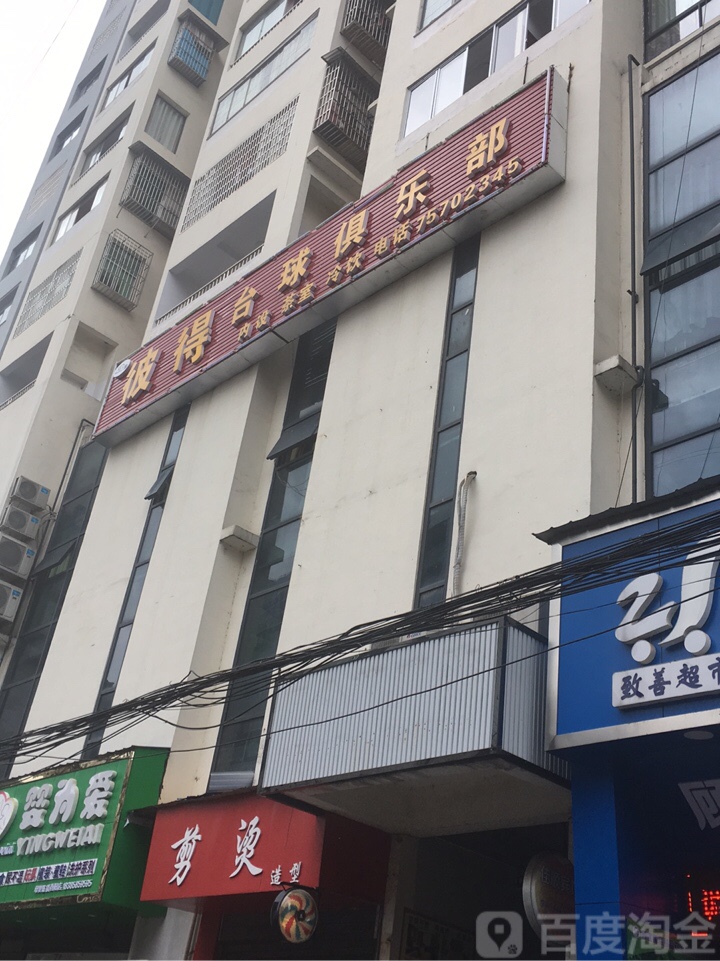 彼得台球俱乐部
内设 茶室 冷饮 电话 75702345
致善超市
婴为爱
YINGWEIAI
剪烫
造型
百度淘金